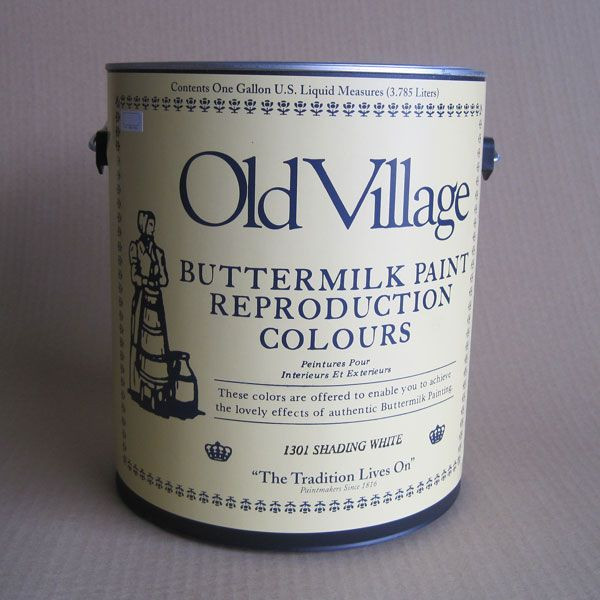 Contents One Gallon U.S. Liquid Measures (3.785 Liters)
Old Village
BUTTERMILK PAINT
REPRODUCTION
COLOURS
Peintures Pour
Interieurs Et Exterieurs
These colors are offered to enable you to achieve
the lovely effects of authentic Buttermilk Painting.
1301 SHADING WHITE
"The Tradition Lives On"
Paintmakers Since 1816